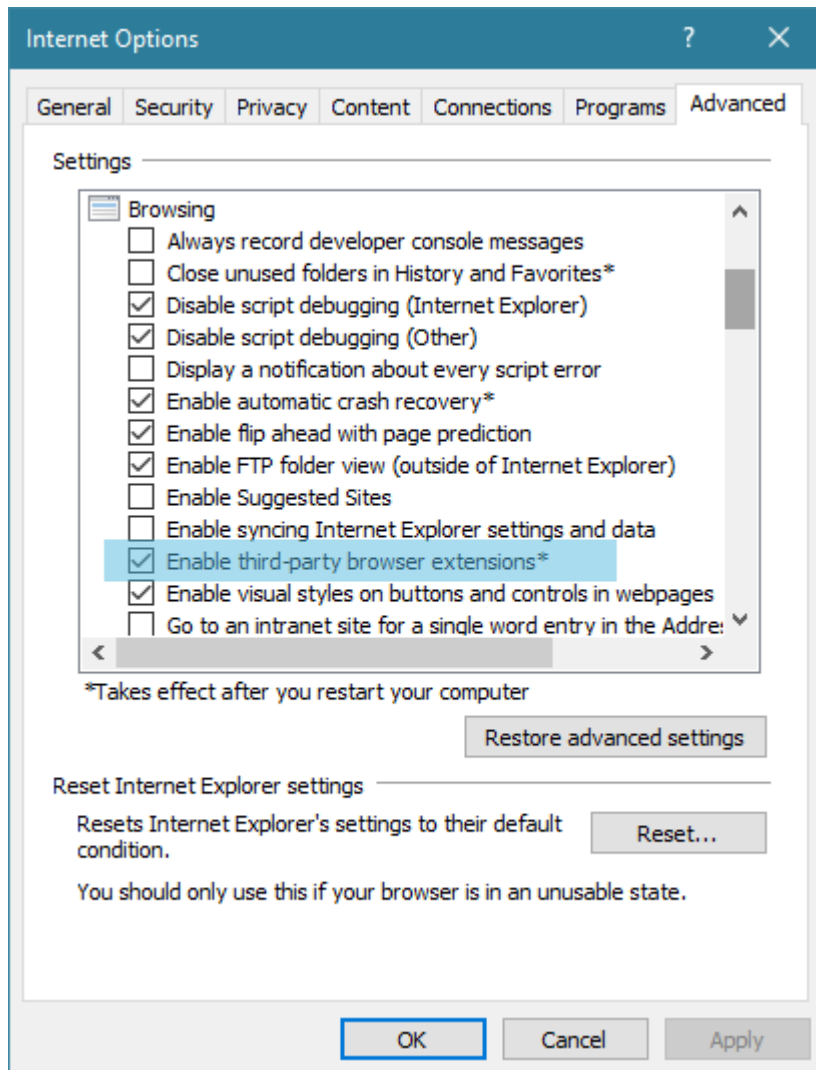 Internet Options ?
General Security Privacy Content Connections Programs Advanced
Settings
Browsing
Always record developer console messages
Close unused folders in History and Favorites*
Disable script debugging (Internet Explorer)
Disable script debugging (Other)
Display a notification about every script error
Enable automatic crash recovery*
Enable flip ahead with page prediction
Enable FTP folder view (outside of Internet Explorer)
Enable Suggested Sites
Enable syncing Internet Explorer settings and data
Enable third-party browser extensions*
Enable visual styles on buttons and controls in webpages
Go to an intranet site for a single word entry in the Addre
*Takes effect after you restart your computer
Restore advanced settings
Reset Internet Explorer settings
Resets Internet Explorer's settings to their default
condition.
Reset...
You should only use this if your browser is in an unusable state.
OK Cancel Apply